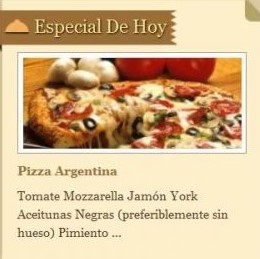 Especial De Hoy
Pizza Argentina
Tomate Mozzarella Jamón York
Aceitunas Negras (preferiblemente sin
hueso) Pimiento ...